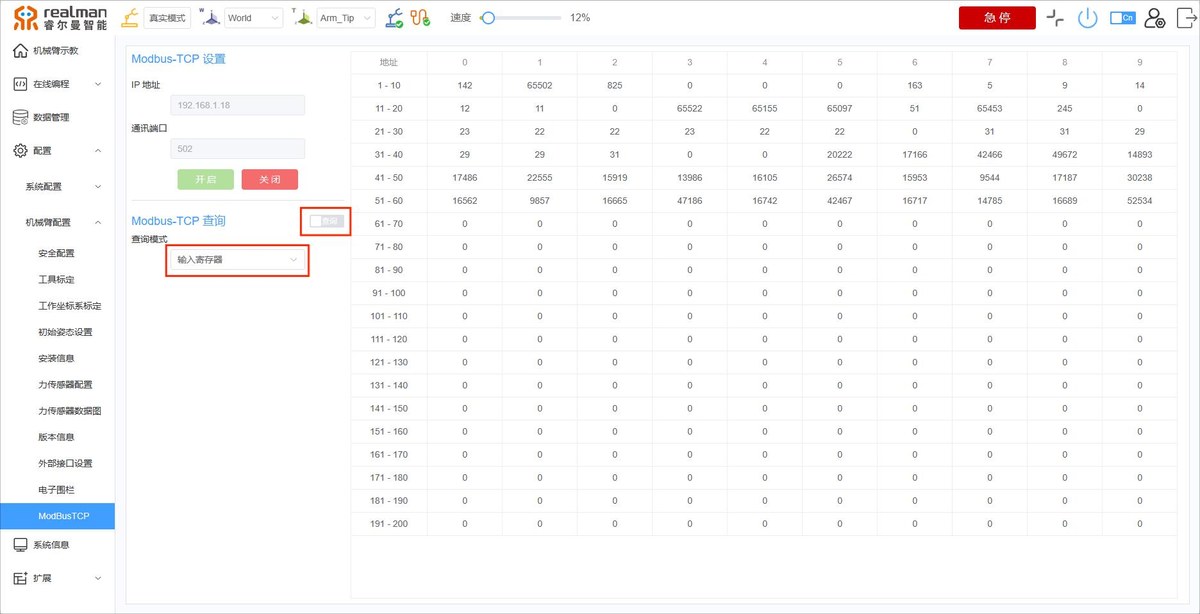 realman
睿尔曼智能
真实模式
W
World
T
Arm_Tip
速度
12%
急停
Cn
机械臂示教
在线编程
数据管理
配置
系统配置
机械臂配置
安全配置
工具标定
工作坐标系标定
初始姿态设置
安装信息
力传感器配置
力传感器数据图
版本信息
外部接口设置
电子围栏
ModBusTCP
系统信息
扩展
Modbus-TCP 设置
IP 地址
192.168.1.18
通讯端口
502
开启 关闭
Modbus-TCP 查询
查询模式
输入寄存器
地址 0 1 2 3 4 5 6 7 8 9
1 - 10 142 65502 825 0 0 0 163 5 9 14
11 - 20 12 11 0 65522 65155 65097 51 65453 245 0
21 - 30 23 22 22 23 22 22 0 31 31 29
31 - 40 29 29 31 0 0 20222 17166 42466 49672 14893
41 - 50 17486 22555 15919 13986 16105 26574 15953 9544 17187 30238
51 - 60 16562 9857 16665 47186 16742 42467 16717 14785 16689 52534
61 - 70 0 0 0 0 0 0 0 0 0 0
71 - 80 0 0 0 0 0 0 0 0 0 0
81 - 90 0 0 0 0 0 0 0 0 0 0
91 - 100 0 0 0 0 0 0 0 0 0 0
101 - 110 0 0 0 0 0 0 0 0 0 0
111 - 120 0 0 0 0 0 0 0 0 0 0
121 - 130 0 0 0 0 0 0 0 0 0 0
131 - 140 0 0 0 0 0 0 0 0 0 0
141 - 150 0 0 0 0 0 0 0 0 0 0
151 - 160 0 0 0 0 0 0 0 0 0 0
161 - 170 0 0 0 0 0 0 0 0 0 0
171 - 180 0 0 0 0 0 0 0 0 0 0
181 - 190 0 0 0 0 0 0 0 0 0 0
191 - 200 0 0 0 0 0 0 0 0 0 0